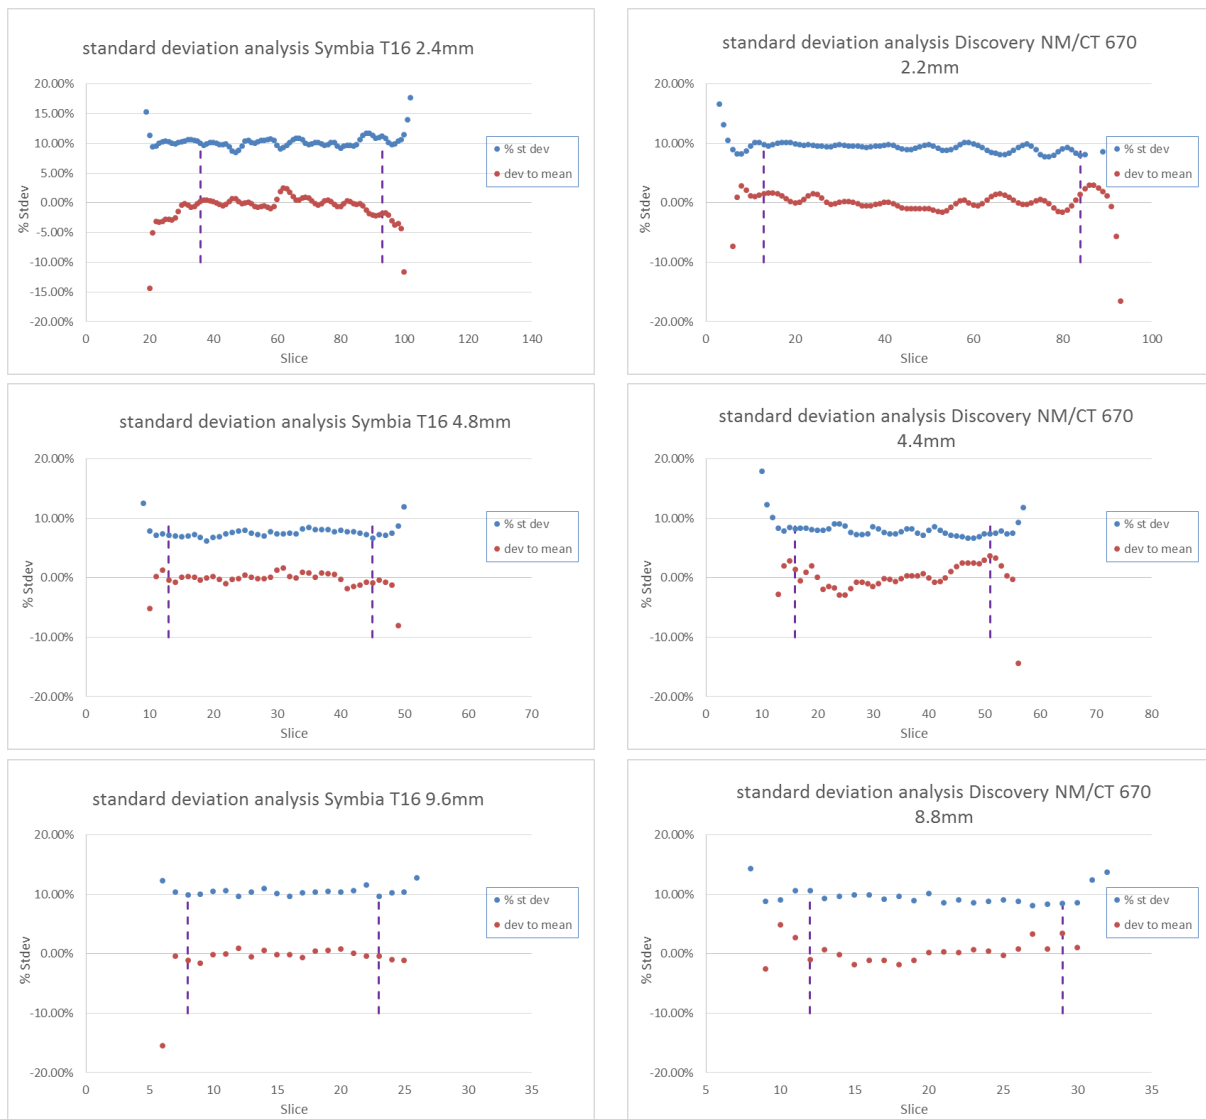 standard deviation analysis Symbia T16 2.4mm
20.00%
15.00%
10.00%
5.00%
0.00%
-5.00%
-10.00%
-15.00%
-20.00%
% Stdev
0 20 40 60 80 100 120 140
Slice
% st dev
dev to mean
standard deviation analysis Discovery NM/CT 670
2.2mm
20.00%
10.00%
0.00%
-10.00%
-20.00%
% Stdev
0 20 40 60 80 100
Slice
% st dev
dev to mean
standard deviation analysis Symbia T16 4.8mm
20.00%
10.00%
0.00%
-10.00%
-20.00%
% Stdev
0 10 20 30 40 50 60 70
Slice
% st dev
dev to mean
standard deviation analysis Discovery NM/CT 670
4.4mm
20.00%
10.00%
0.00%
-10.00%
-20.00%
% Stdev
0 10 20 30 40 50 60 70 80
Slice
% st dev
dev to mean
standard deviation analysis Symbia T16 9.6mm
20.00%
10.00%
0.00%
-10.00%
-20.00%
% Stdev
0 5 10 15 20 25 30 35
Slice
% st dev
dev to mean
standard deviation analysis Discovery NM/CT 670
8.8mm
20.00%
10.00%
0.00%
-10.00%
-20.00%
% Stdev
5 10 15 20 25 30 35
Slice
% st dev
dev to mean